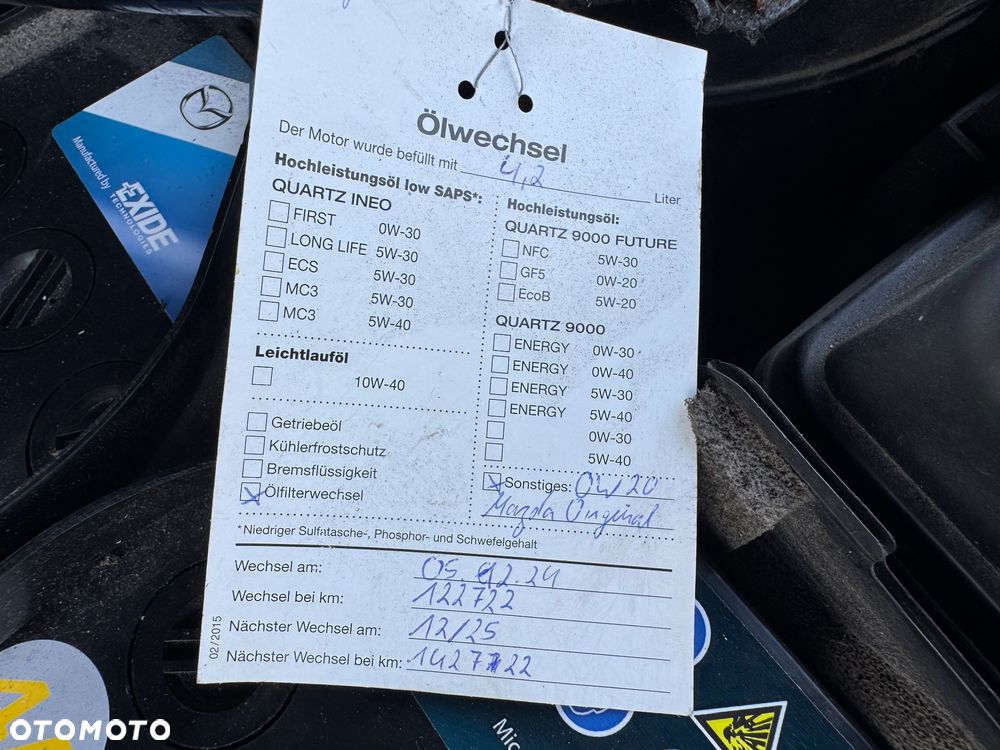 Ölwechsel
Der Motor wurde befüllt mit 4,2 Liter
Hochleistungsöl low SAPS*:
QUARTZ INEO
FIRST 0W-30
LONG LIFE 5W-30
ECS 5W-30
MC3 5W-30
MC3 5W-40
Leichtlauföl
10W-40
Getriebeöl
Kühlerfrostschutz
Bremsflüssigkeit
Ölfilterwechsel
Hochleistungsöl:
QUARTZ 9000 FUTURE
NFC 5W-30
GF5 0W-20
EcoB 5W-20
QUARTZ 9000
ENERGY 0W-30
ENERGY 0W-40
ENERGY 5W-30
ENERGY 5W-40
0W-30
5W-40
Sonstiges: 0W20
Mazda Original
*Niedriger Sulfatasche-, Phosphor- und Schwefelgehalt
Wechsel am: 05.12.24
Wechsel bei km: 122722
Nächster Wechsel am: 12/25
Nächster Wechsel bei km: 142722
02/2015
Manufactured by
EXIDE
TECHNOLOGIES
Mic
OTOMOTO